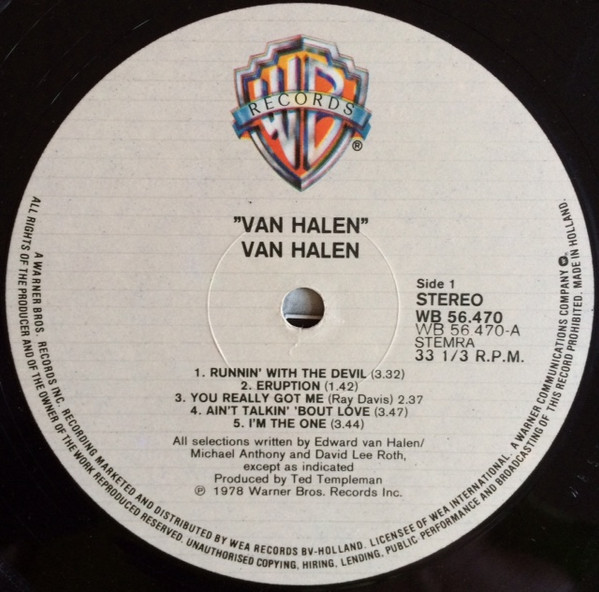 WB
RECORDS
®
"VAN HALEN"
VAN HALEN
Side 1
STEREO
WB 56.470
WB 56 470-A
STEMRA
33 1/3 R.P.M.
1. RUNNIN' WITH THE DEVIL (3.32)
2. ERUPTION (1.42)
3. YOU REALLY GOT ME (Ray Davis) 2.37
4. AIN'T TALKIN' 'BOUT LOVE (3.47)
5. I'M THE ONE (3.44)
All selections written by Edward van Halen/
Michael Anthony and David Lee Roth,
except as indicated
Produced by Ted Templeman
℗ 1978 Warner Bros. Records Inc.
A WARNER BROS. RECORDS INC. RECORDING MARKETED AND DISTRIBUTED BY WEA RECORDS BV-HOLLAND. LICENSEE OF WEA INTERNATIONAL. A WARNER COMMUNICATIONS COMPANY
ALL RIGHTS OF THE PRODUCER AND OF THE OWNER OF THE WORK REPRODUCED RESERVED. UNAUTHORISED COPYING, HIRING, LENDING, PUBLIC PERFORMANCE AND BROADCASTING OF THIS RECORD PROHIBITED. MADE IN HOLLAND.